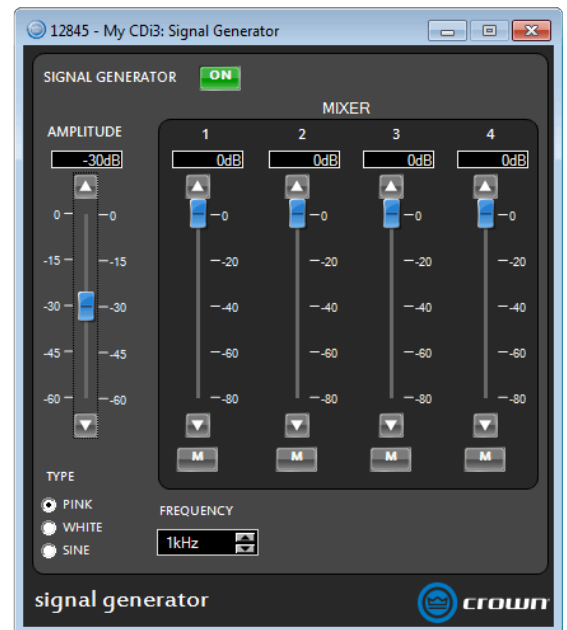 12845 - My CDi3: Signal Generator
SIGNAL GENERATOR ON
MIXER
AMPLITUDE 1 2 3 4
-30dB 0dB 0dB 0dB 0dB
0 -0 -0 -0 -0 -0
-15 -15 -20 -20 -20 -20
-30 -30 -40 -40 -40 -40
-45 -45 -60 -60 -60 -60
-60 -60 -80 -80 -80 -80
M M M M
TYPE
PINK
WHITE
SINE
FREQUENCY
1kHz
signal generator crown